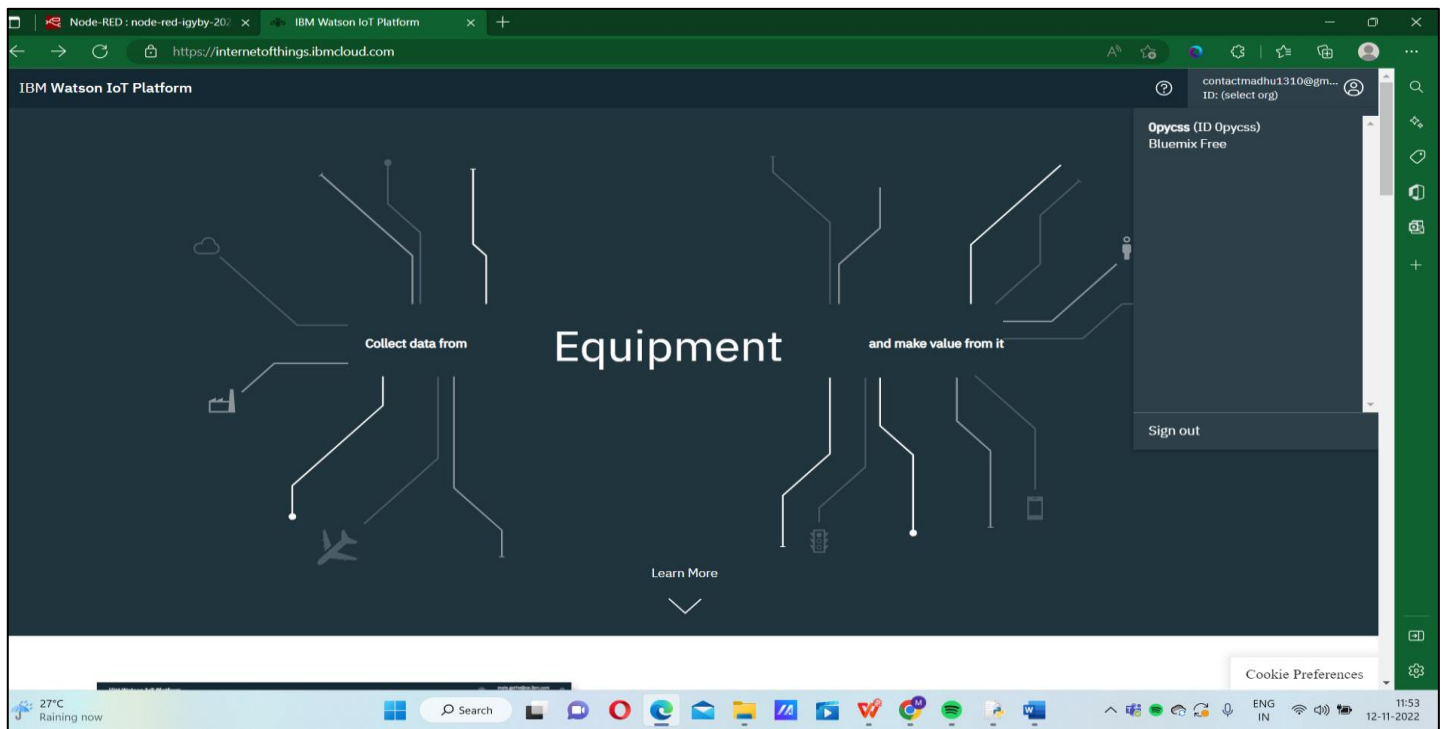 Node-RED : node-red-igyby-202
IBM Watson IoT Platform
https://internetofthings.ibmcloud.com
IBM Watson IoT Platform
contactmadhu1310@gm...
ID: (select org)
0pycss (ID 0pycss)
Bluemix Free
Sign out
Collect data from
Equipment
and make value from it
Learn More
Cookie Preferences
27°C
Raining now
Search
ENG
IN
11:53
12-11-2022